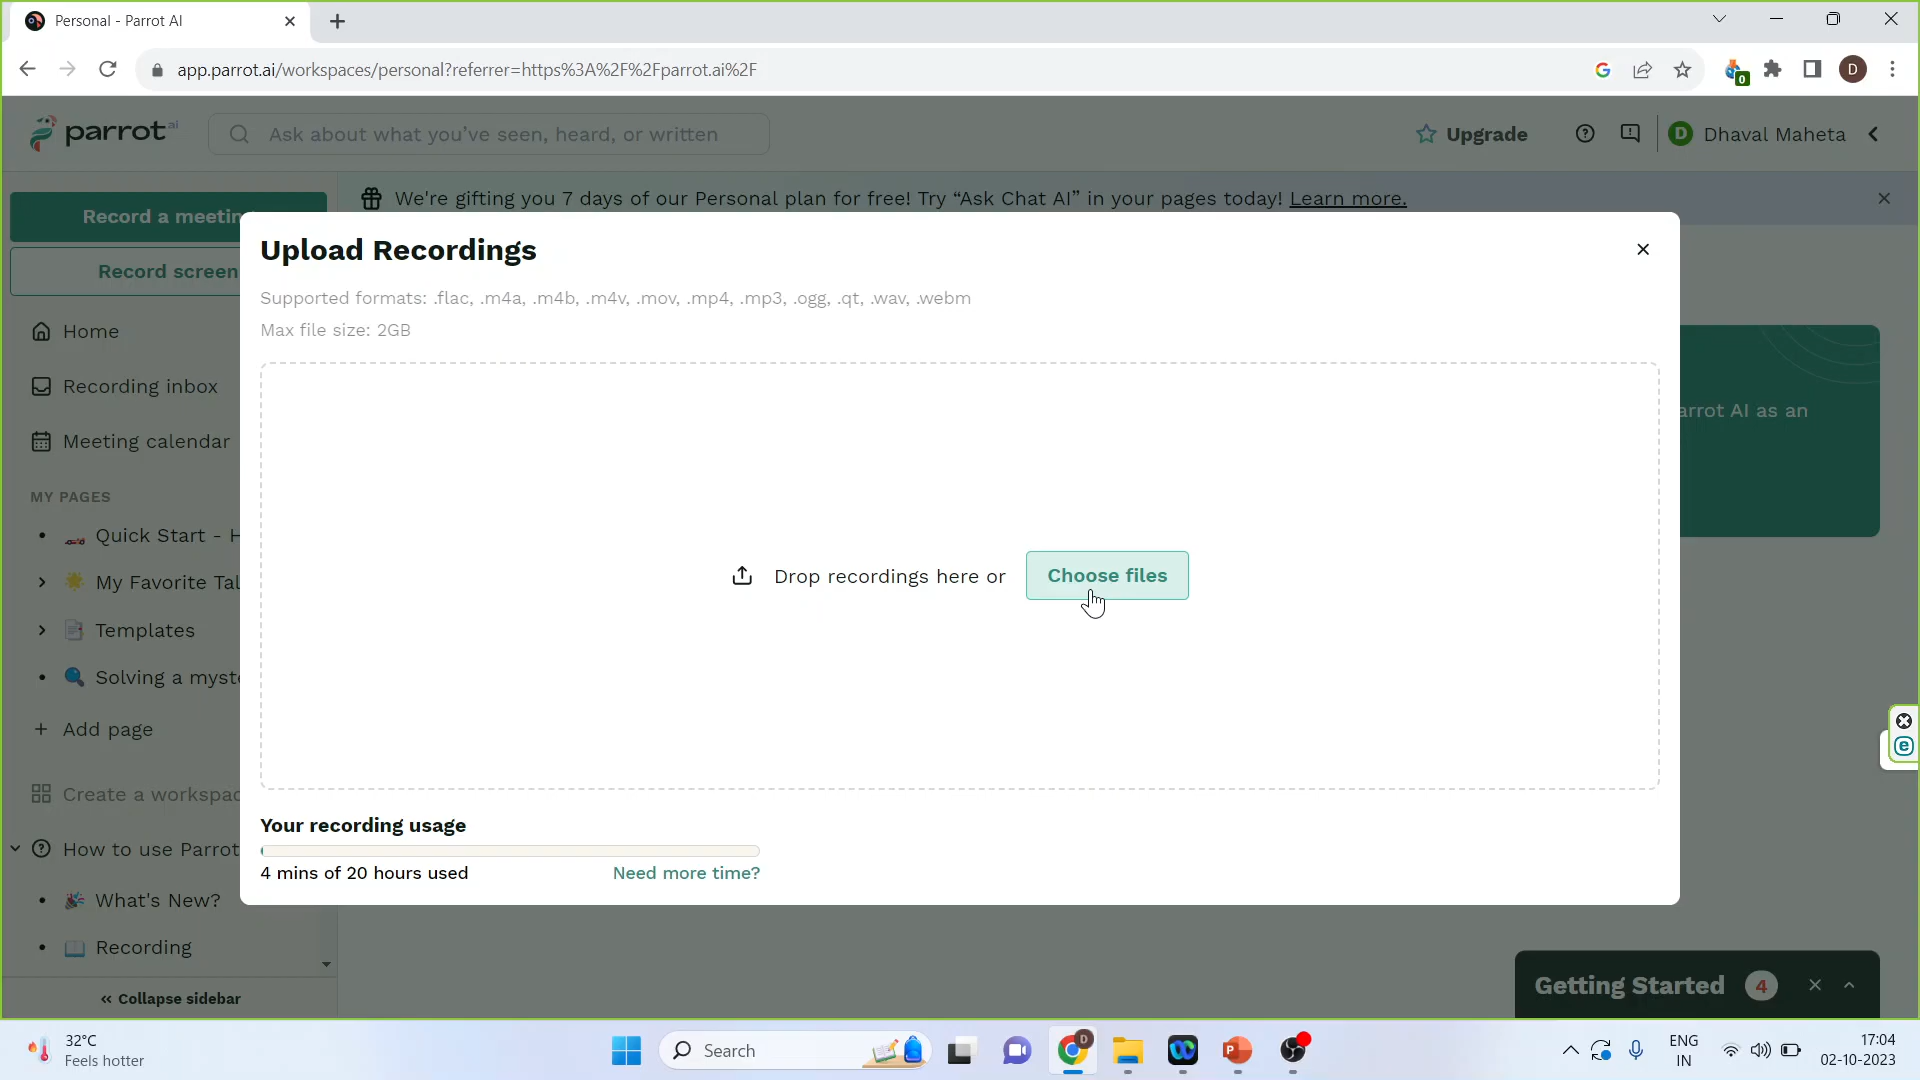 Personal - Parrot AI
app.parrot.ai/workspaces/personal?referrer=https%3A%2F%2Fparrot.ai%2F
0
D
parrot ai
Ask about what you've seen, heard, or written
Upgrade
D Dhaval Maheta
We're gifting you 7 days of our Personal plan for free! Try “Ask Chat AI” in your pages today! Learn more.
Record a meetin
Record screen
Upload Recordings
Supported formats: .flac, .m4a, .m4b, .m4v, .mov, .mp4, .mp3, .ogg, .qt, .wav, .webm
Max file size: 2GB
Home
Recording inbox
Meeting calendar
arrot AI as an
MY PAGES
Quick Start - H
My Favorite Tal
Templates
Solving a myste
Add page
Drop recordings here or
Choose files
Create a workspac
How to use Parrot
What's New?
Recording
Collapse sidebar
Your recording usage
4 mins of 20 hours used
Need more time?
Getting Started 4
32°C
Feels hotter
Search
D
ENG
IN
17:04
02-10-2023